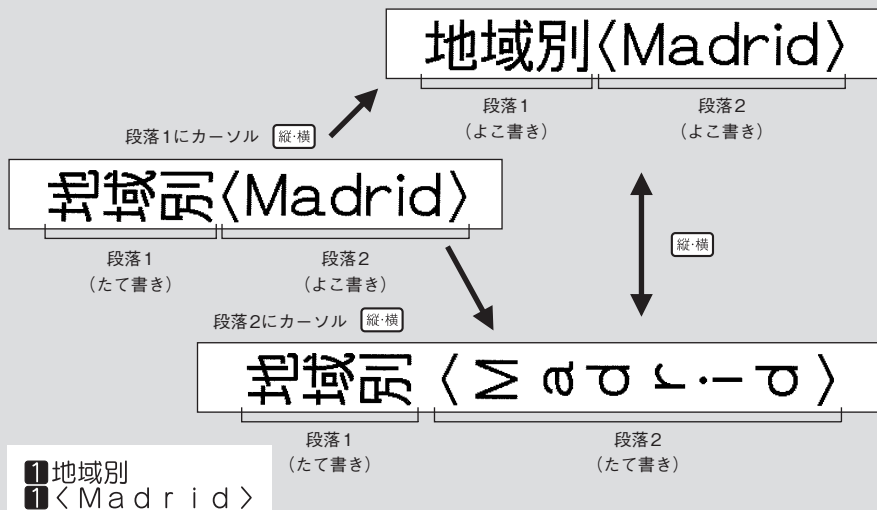 地域別〈Madrid〉
段落1
(よこ書き)
段落2
(よこ書き)
段落1にカーソル 縦·横
地域別〈Madrid〉
段落1
(たて書き)
段落2
(よこ書き)
縦·横
段落2にカーソル 縦·横
地域別〈Madrid〉
段落1
(たて書き)
段落2
(たて書き)
1地域別
1〈Madrid〉